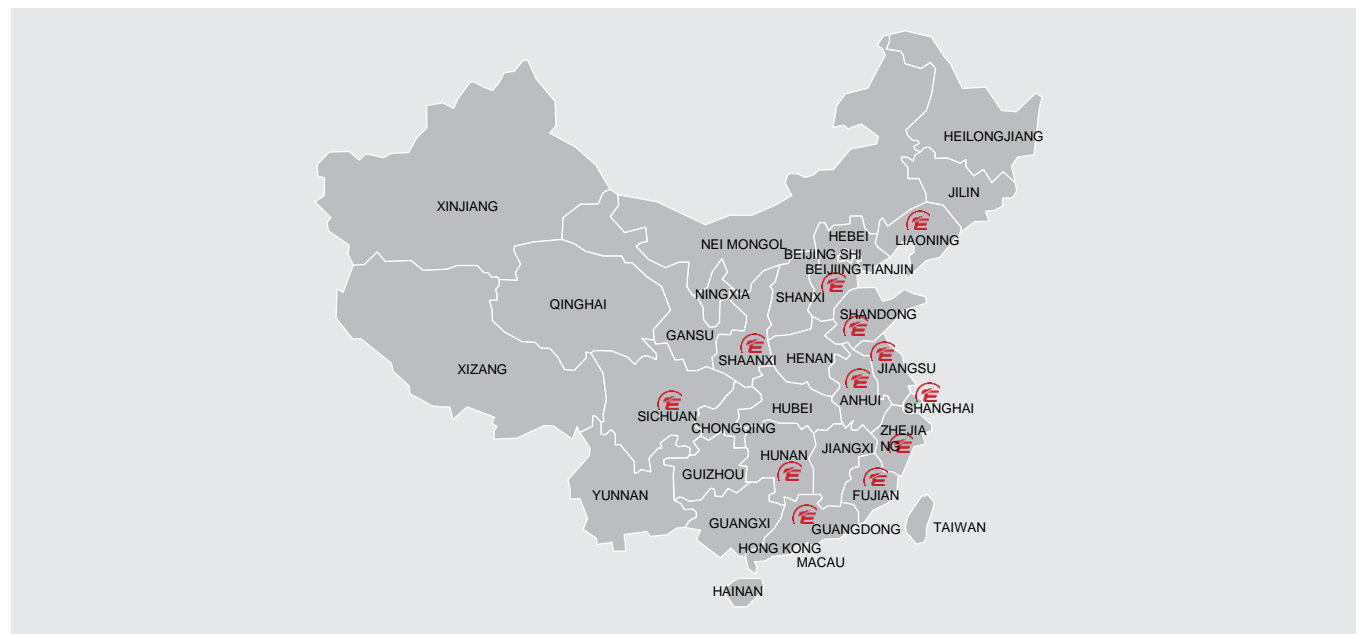 HEILONGJIANG
JILIN
XINJIANG
LIAONING
HEBEI
NEI MONGOL
BEIJING SHI
BEIJIING
TIANJIN
NINGXIA
SHANXI
QINGHAI
SHANDONG
GANSU
SHAANXI
HENAN
JIANGSU
XIZANG
ANHUI
SHANGHAI
HUBEI
SICHUAN
CHONGQING
ZHEJIA
NG
JIANGXI
HUNAN
GUIZHOU
YUNNAN
FUJIAN
GUANGXI
GUANGDONG
TAIWAN
HONG KONG
MACAU
HAINAN